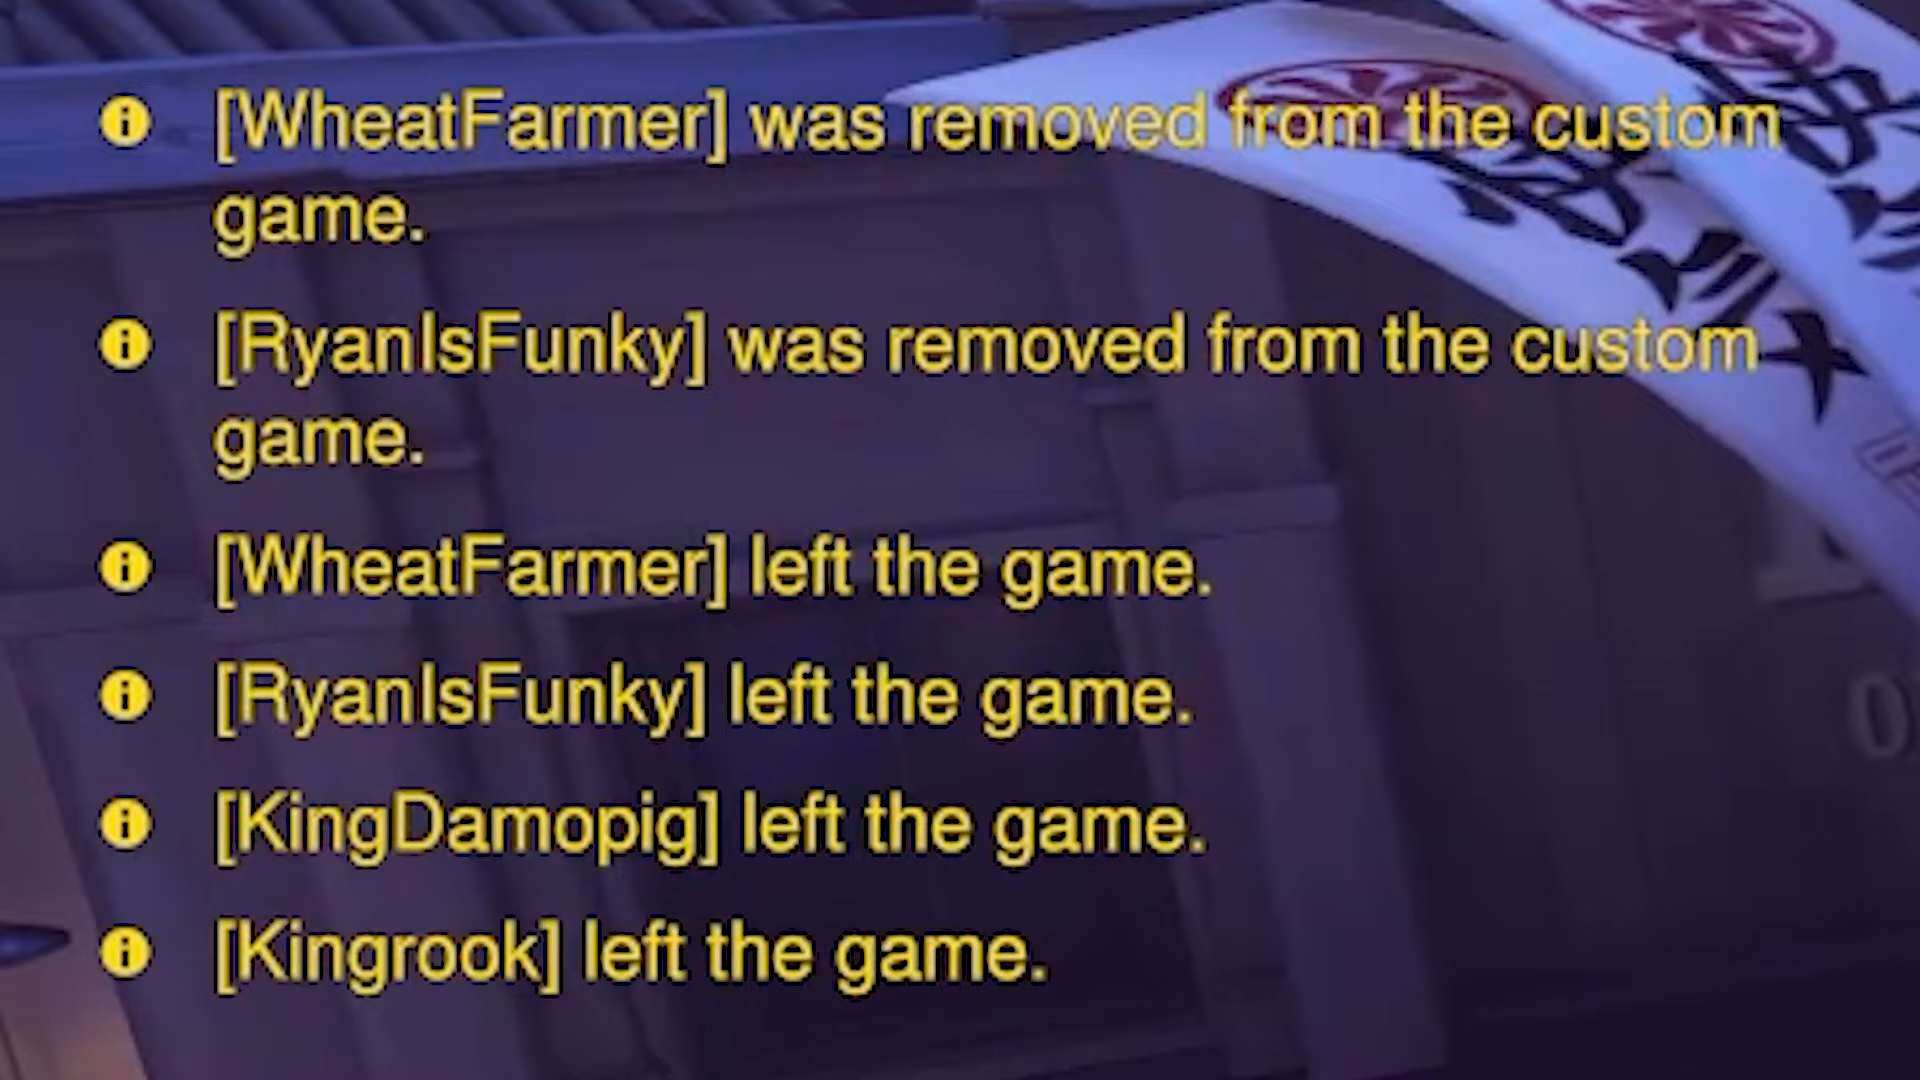 [WheatFarmer] was removed from the custom
game.
[RyanIsFunky] was removed from the custom
game.
[WheatFarmer] left the game.
[RyanIsFunky] left the game.
[KingDamopig] left the game.
[Kingrook] left the game.